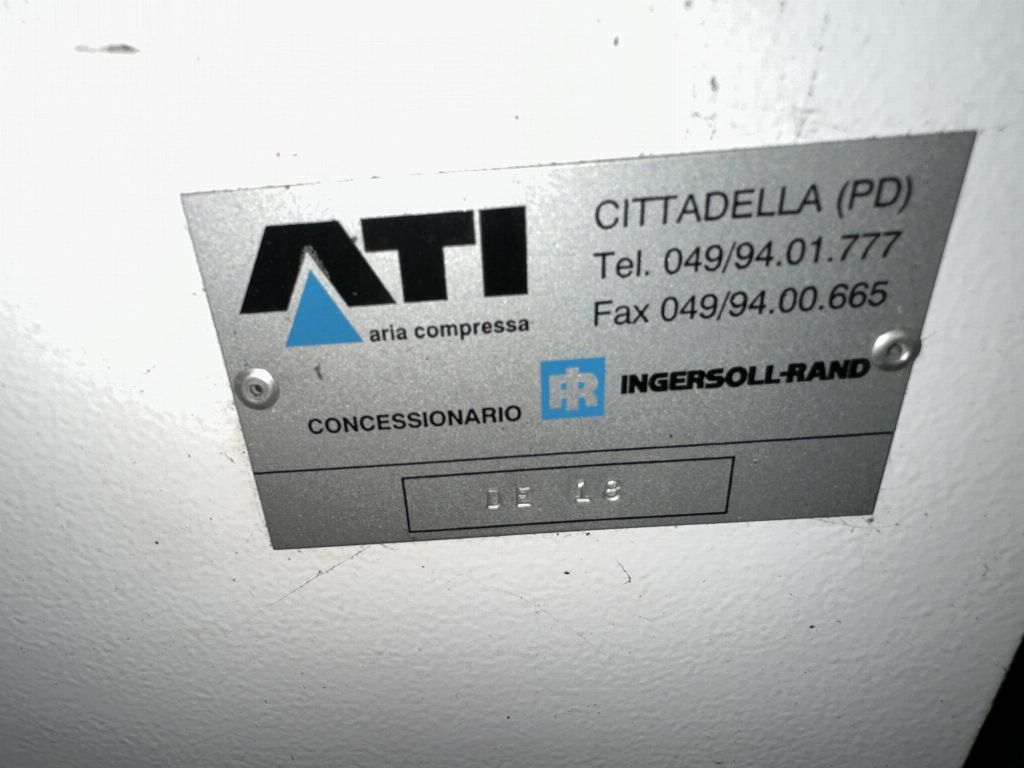 ATI
aria compressa
CITTADELLA (PD)
Tel. 049/94.01.777
Fax 049/94.00.665
CONCESSIONARIO IR INGERSOLL-RAND
DE 18